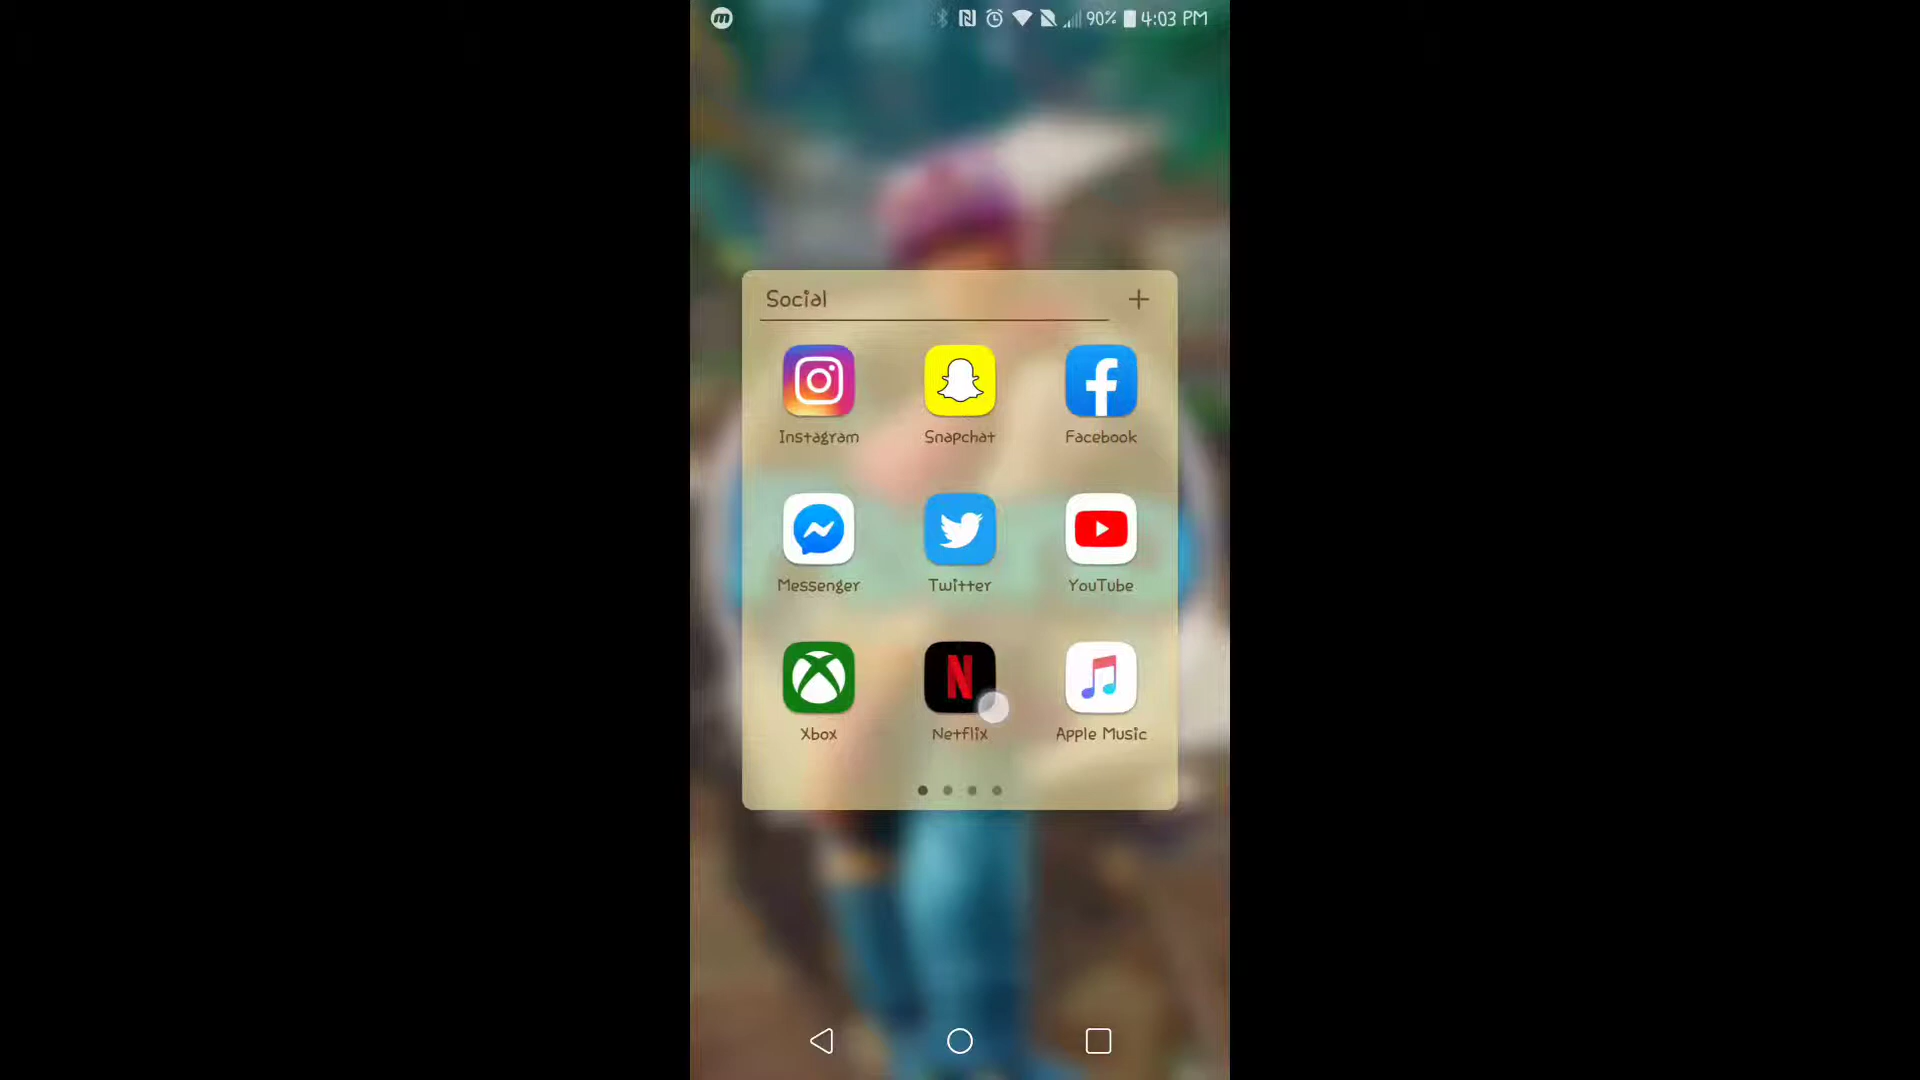 90% 4:03 PM
Social
Instagram Snapchat Facebook
Messenger Twitter YouTube
Xbox Netflix Apple Music